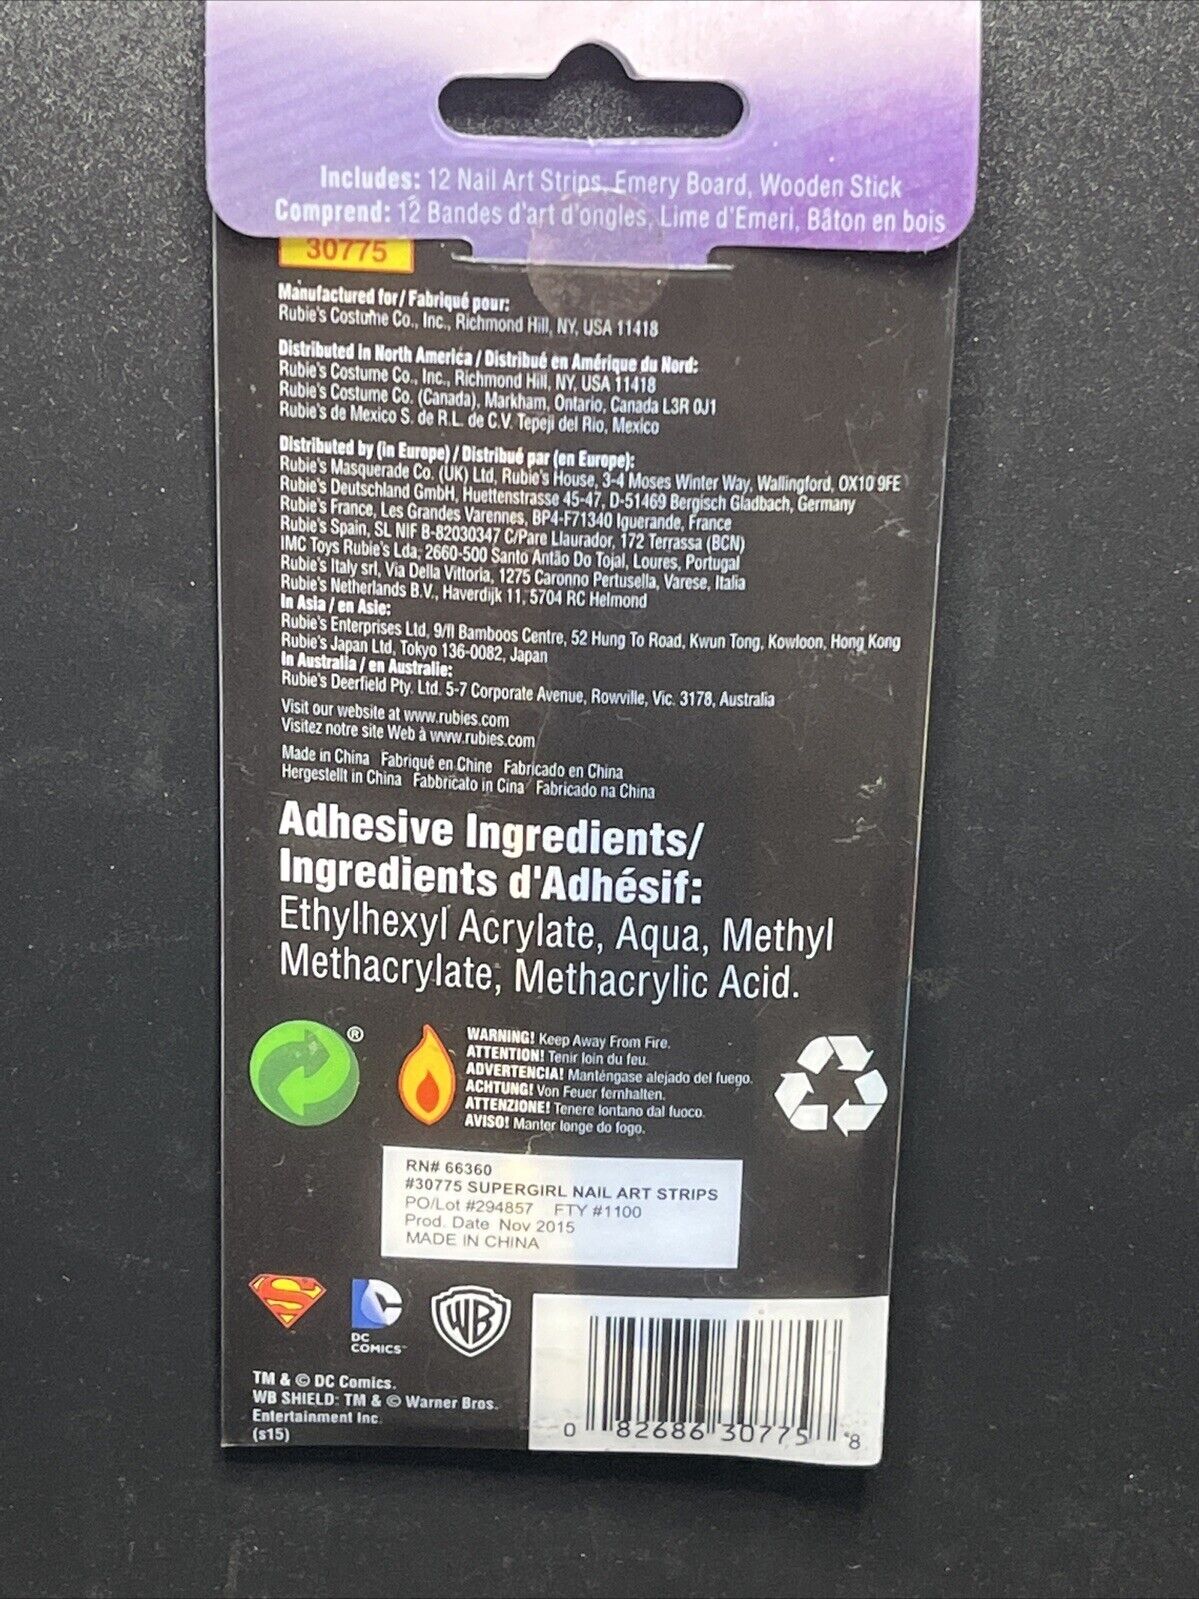 Includes: 12 Nail Art Strips, Emery Board, Wooden Stick
Comprend: 12 Bandes d'art d'ongles, Lime d'Emeri, Bâton en bois
30775
Manufactured for / Fabriqué pour:
Rubie's Costume Co., Inc., Richmond Hill, NY, USA 11418
Distributed in North America / Distribué en Amérique du Nord:
Rubie's Costume Co., Inc., Richmond Hill, NY, USA 11418
Rubie's Costume Co. (Canada), Markham, Ontario, Canada L3R 0J1
Rubie's de Mexico S. de R.L. de C.V. Tepeji del Rio, Mexico
Distributed by (in Europe) / Distribué par (en Europe):
Rubie's Masquerade Co. (UK) Ltd, Rubie's House, 3-4 Moses Winter Way, Wallingford, OX10 9FE
Rubie's Deutschland GmbH, Huettenstrasse 45-47, D-51469 Bergisch Gladbach, Germany
Rubie's France, Les Grandes Varennes, BP4-F71340 Iguerande, France
Rubie's Spain, SL NIF B-82030347 C/Pare Llaurador, 172 Terrassa (BCN)
IMC Toys Rubie's Lda, 2660-500 Santo Antão Do Tojal, Loures, Portugal
Rubie's Italy srl, Via Della Vittoria, 1275 Caronno Pertusella, Varese, Italia
Rubie's Netherlands B.V., Haverdijk 11, 5704 RC Helmond
In Asia / en Asie:
Rubie's Enterprises Ltd, 9/fl Bamboos Centre, 52 Hung To Road, Kwun Tong, Kowloon, Hong Kong
Rubie's Japan Ltd, Tokyo 136-0082, Japan
In Australia / en Australie:
Rubie's Deerfield Pty. Ltd. 5-7 Corporate Avenue, Rowville, Vic. 3178, Australia
Visit our website at www.rubies.com
Visitez notre site Web à www.rubies.com
Made in China Fabriqué en Chine Fabricado en China
Hergestellt in China Fabbricato in Cina Fabricado na China
Adhesive Ingredients/
Ingredients d'Adhésif:
Ethylhexyl Acrylate, Aqua, Methyl
Methacrylate, Methacrylic Acid.
®
WARNING! Keep Away From Fire.
ATTENTION! Tenir loin du feu.
ADVERTENCIA! Manténgase alejado del fuego.
ACHTUNG! Von Feuer fernhalten.
ATTENZIONE! Tenere lontano dal fuoco.
AVISO! Manter longe do fogo.
RN# 66360
#30775 SUPERGIRL NAIL ART STRIPS
PO/Lot #294857 FTY #1100
Prod. Date Nov 2015
MADE IN CHINA
S
DC
COMICS™
WB
TM & © DC Comics.
WB SHIELD: TM & © Warner Bros.
Entertainment Inc.
(s15)
0 82686 30775 8